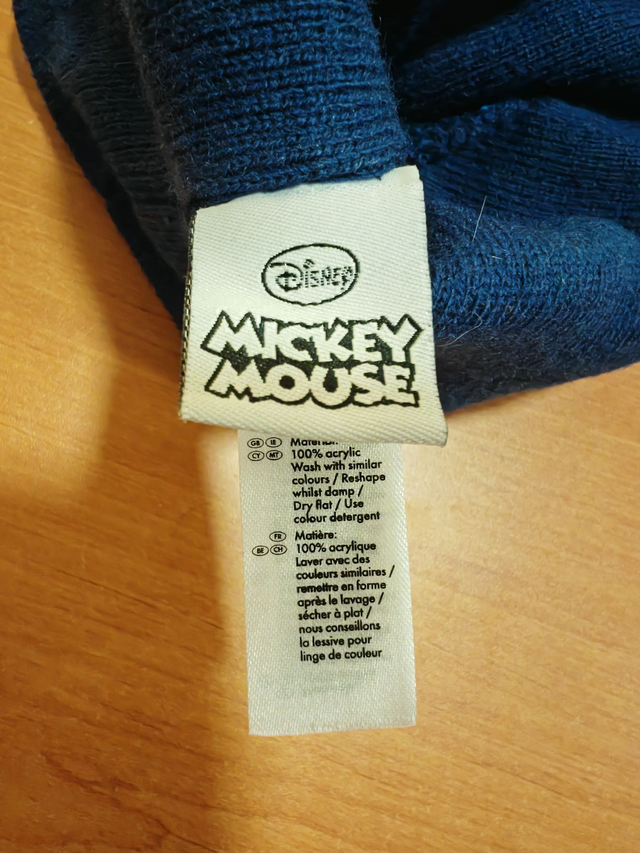 Disney
MICKEY
MOUSE
GB IE Material:
CY MT 100% acrylic
Wash with similar
colours / Reshape
whilst damp /
Dry flat / Use
colour detergent
FR Matière:
BE CH 100% acrylique
Laver avec des
couleurs similaires /
remettre en forme
après le lavage /
sécher à plat /
nous conseillons
la lessive pour
linge de couleur